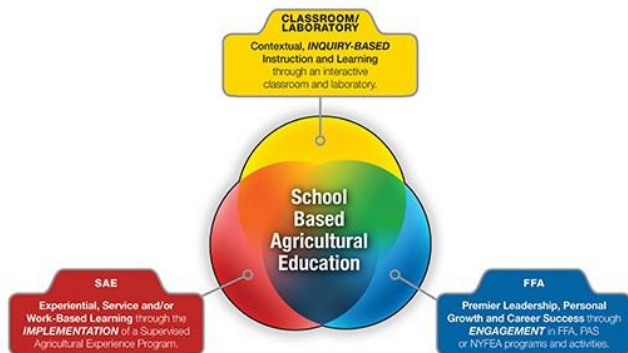 CLASSROOM/
LABORATORY
Contextual, INQUIRY-BASED
Instruction and Learning
through an interactive
classroom and laboratory.
School
Based
Agricultural
Education
SAE
Experiential, Service and/or
Work-Based Learning through the
IMPLEMENTATION of a Supervised
Agricultural Experience Program.
FFA
Premier Leadership, Personal
Growth and Career Success through
ENGAGEMENT in FFA, PAS
or NYFEA programs and activities.